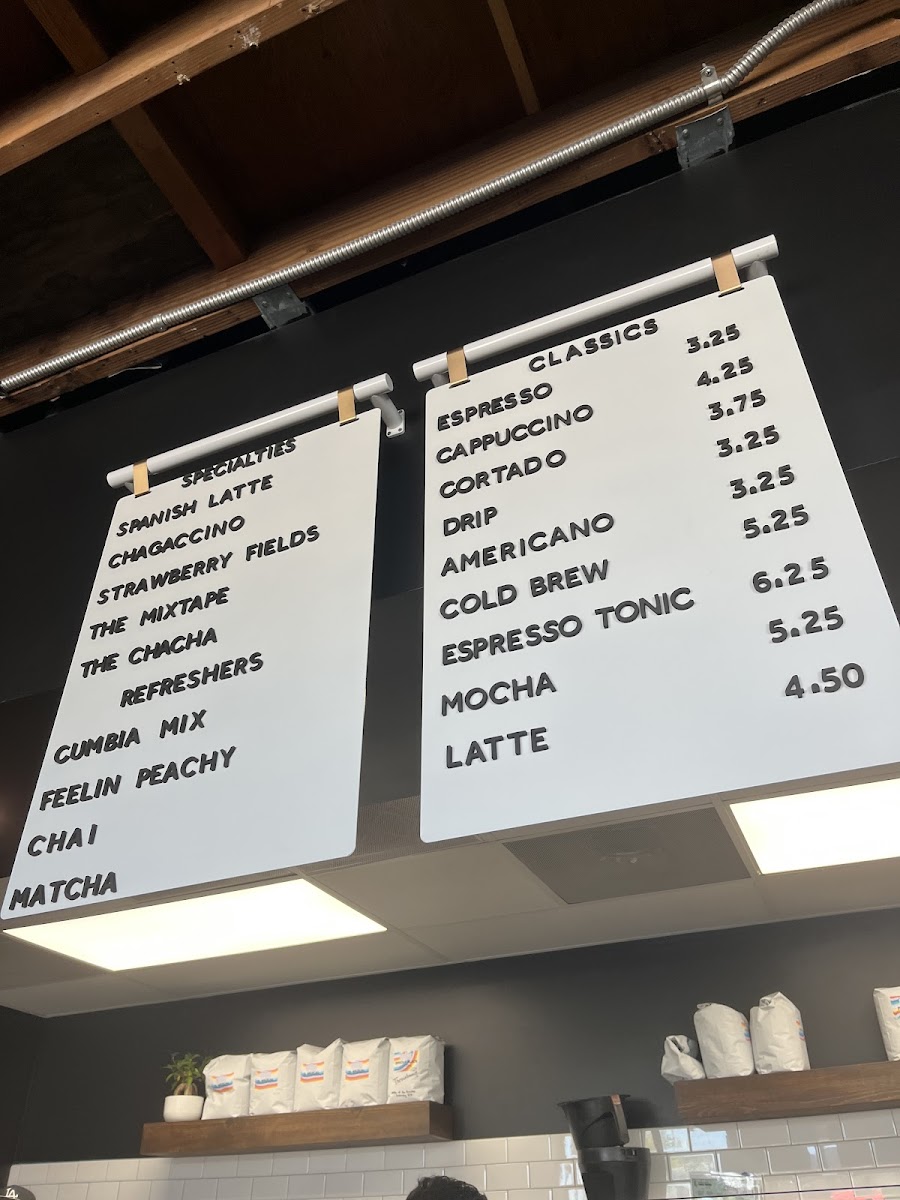 SPECIALTIES
SPANISH LATTE
CHAGACCINO
STRAWBERRY FIELDS
THE MIXTAPE
THE CHACHA
REFRESHERS
CUMBIA MIX
FEELIN PEACHY
CHAI
MATCHA
CLASSICS
ESPRESSO 3.25
CAPPUCCINO 4.25
CORTADO 3.75
DRIP 3.25
AMERICANO 3.25
COLD BREW 5.25
ESPRESSO TONIC 6.25
MOCHA 5.25
LATTE 4.50
LA